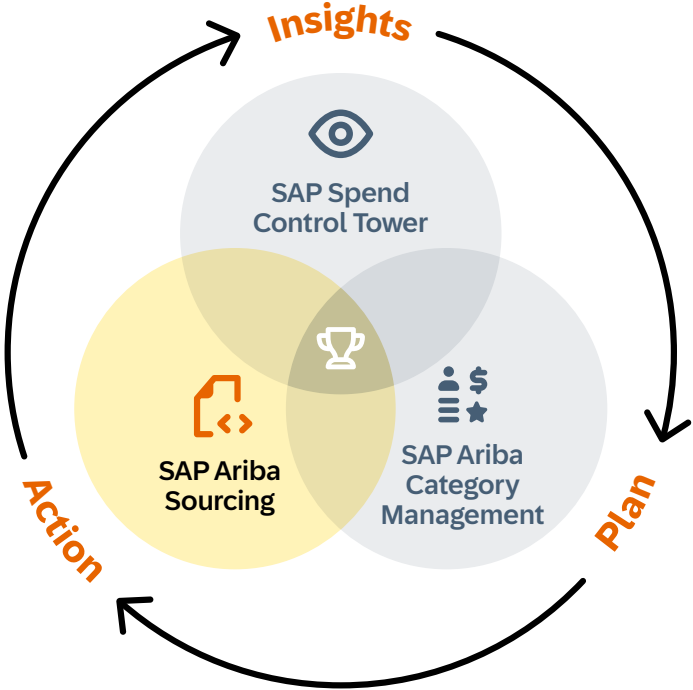 Insights
SAP Spend
Control Tower
SAP Ariba
Sourcing
SAP Ariba
Category
Management
Action
Plan